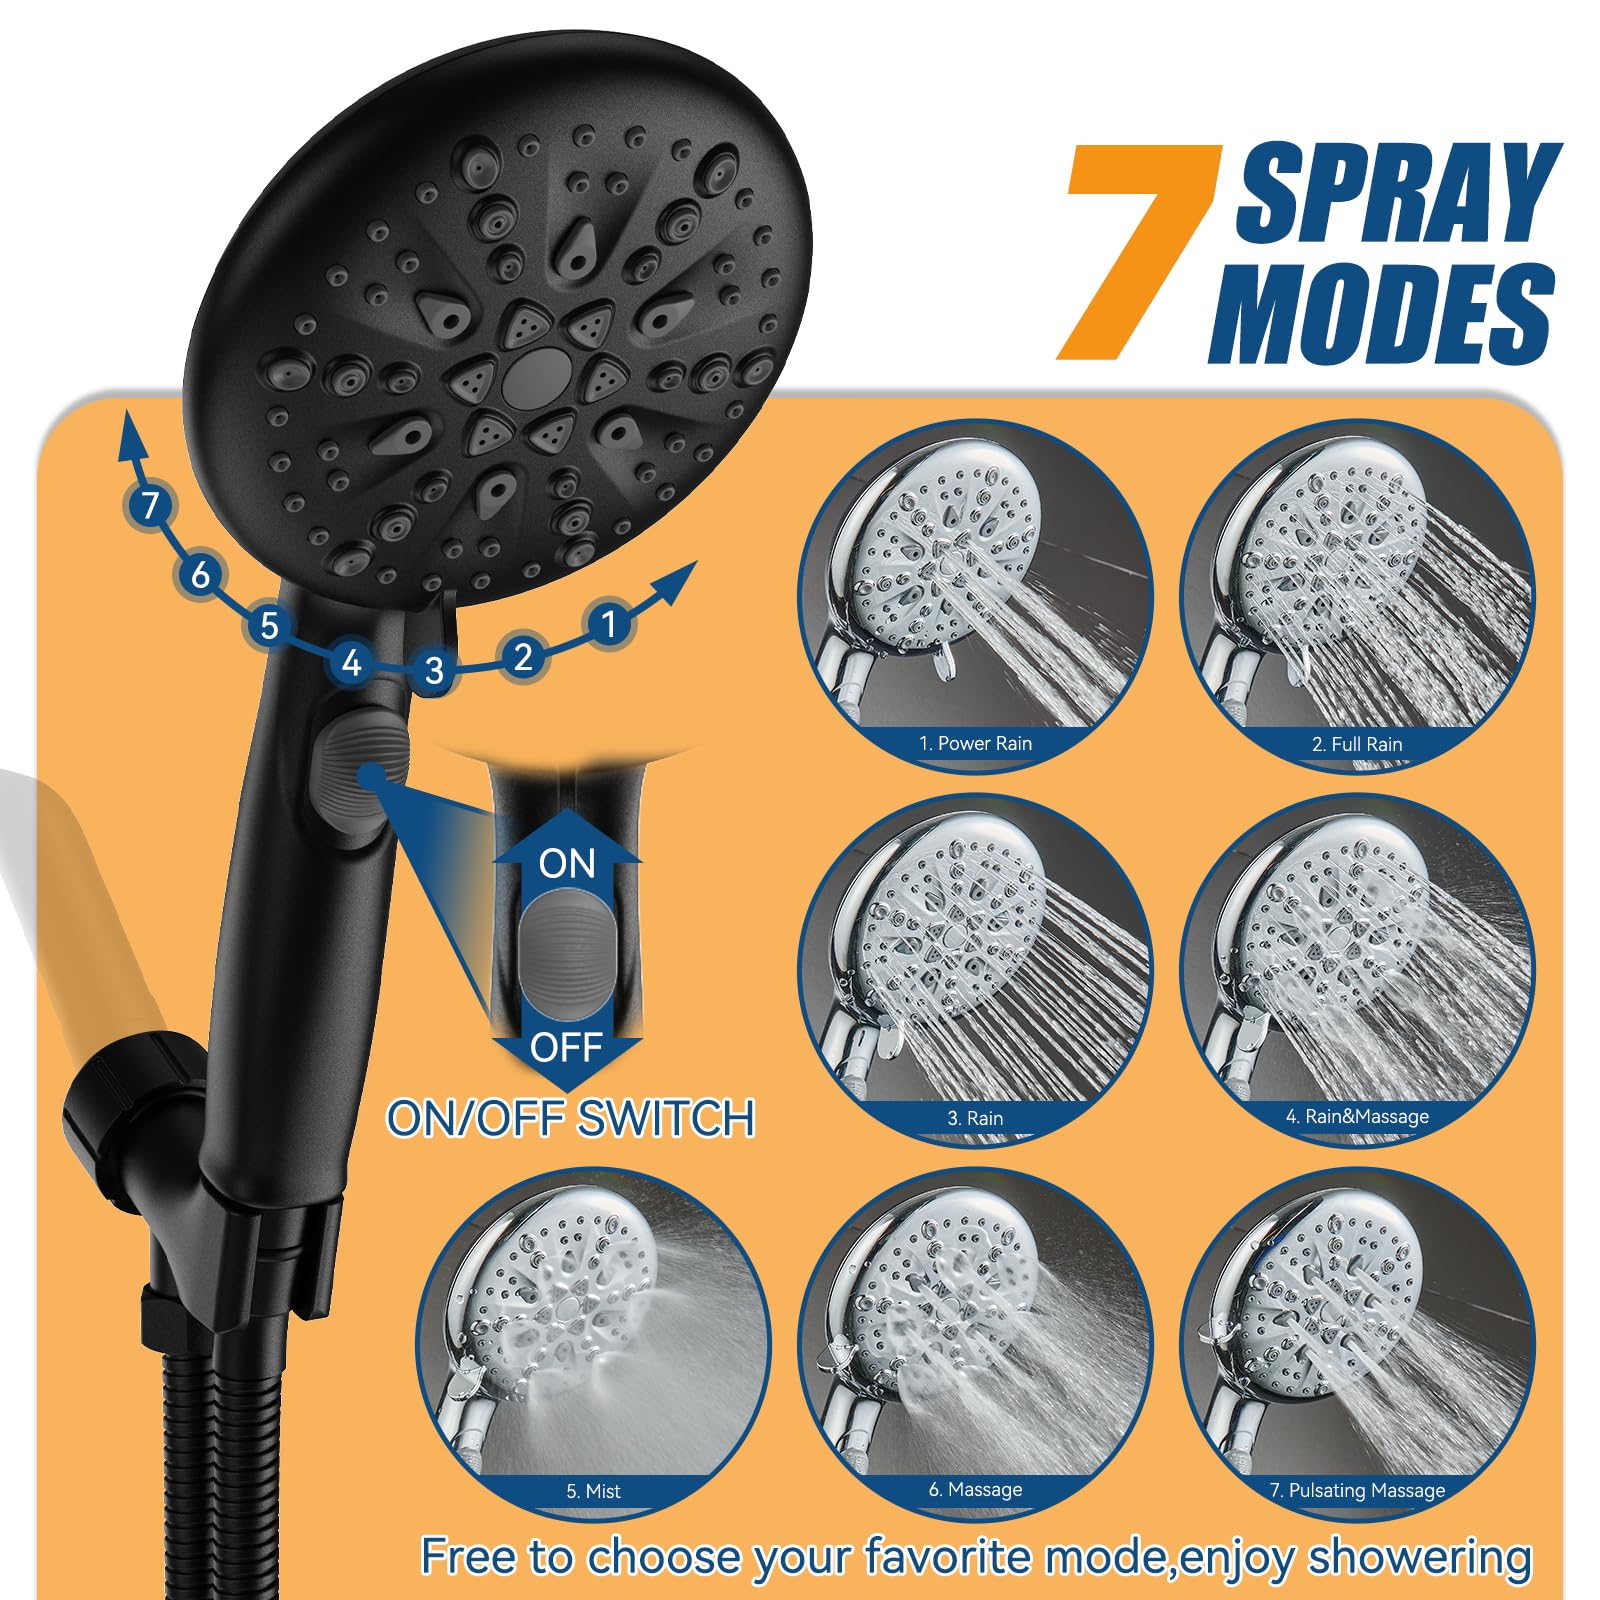 7 SPRAY
MODES
7
6
5
4
3
2
1
ON
OFF
ON/OFF SWITCH
1. Power Rain
2. Full Rain
3. Rain
4. Rain&Massage
5. Mist
6. Massage
7. Pulsating Massage
Free to choose your favorite mode,enjoy showering